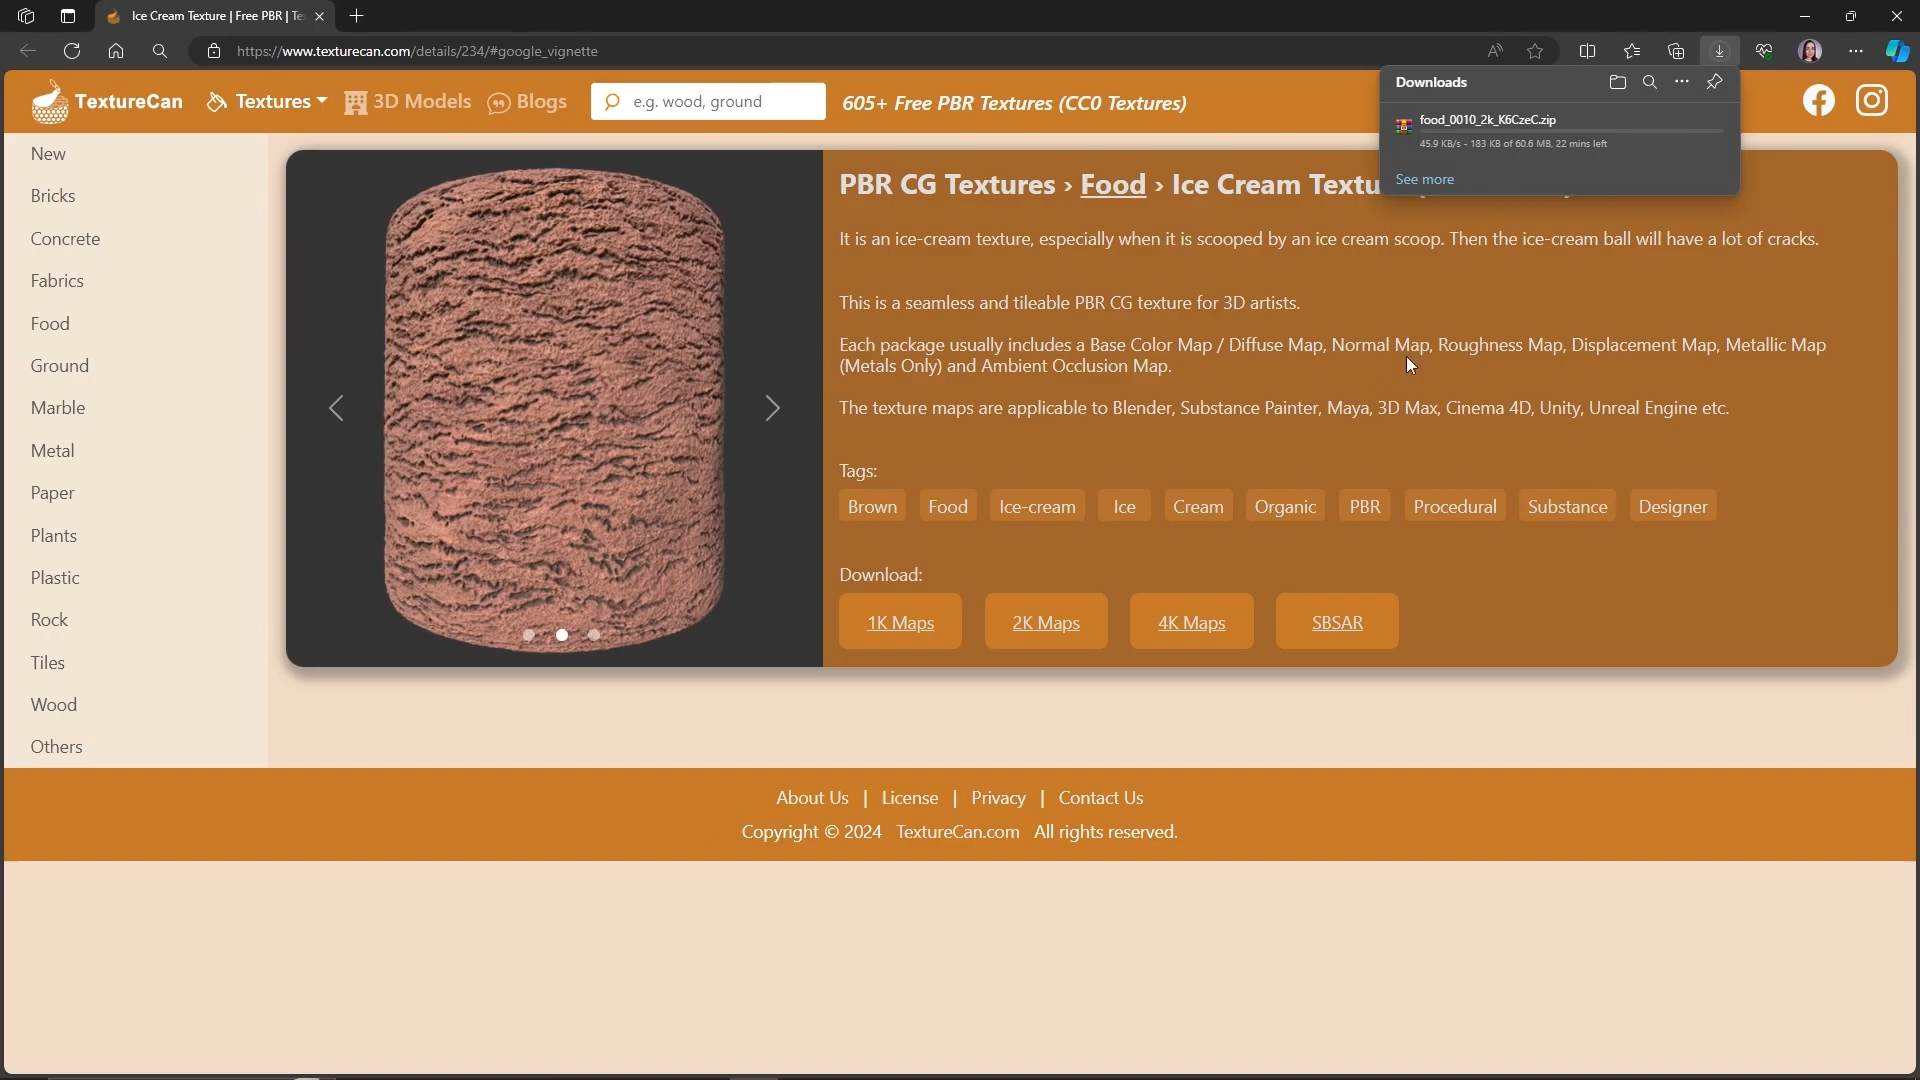 Ice Cream Texture | Free PBR | Te
https://www.texturecan.com/details/234/#google_vignette
TextureCan
Textures
3D Models
Blogs
e.g. wood, ground
605+ Free PBR Textures (CC0 Textures)
Downloads
food_0010_2k_K6CzeC.zip
45.9 KB/s - 183 KB of 60.6 MB, 22 mins left
See more
New
Bricks
Concrete
Fabrics
Food
Ground
Marble
Metal
Paper
Plants
Plastic
Rock
Tiles
Wood
Others
PBR CG Textures › Food › Ice Cream Textu
It is an ice-cream texture, especially when it is scooped by an ice cream scoop. Then the ice-cream ball will have a lot of cracks.
This is a seamless and tileable PBR CG texture for 3D artists.
Each package usually includes a Base Color Map / Diffuse Map, Normal Map, Roughness Map, Displacement Map, Metallic Map
(Metals Only) and Ambient Occlusion Map.
The texture maps are applicable to Blender, Substance Painter, Maya, 3D Max, Cinema 4D, Unity, Unreal Engine etc.
Tags:
Brown Food Ice-cream Ice Cream Organic PBR Procedural Substance Designer
Download:
1K Maps 2K Maps 4K Maps SBSAR
About Us | License | Privacy | Contact Us
Copyright © 2024 TextureCan.com All rights reserved.